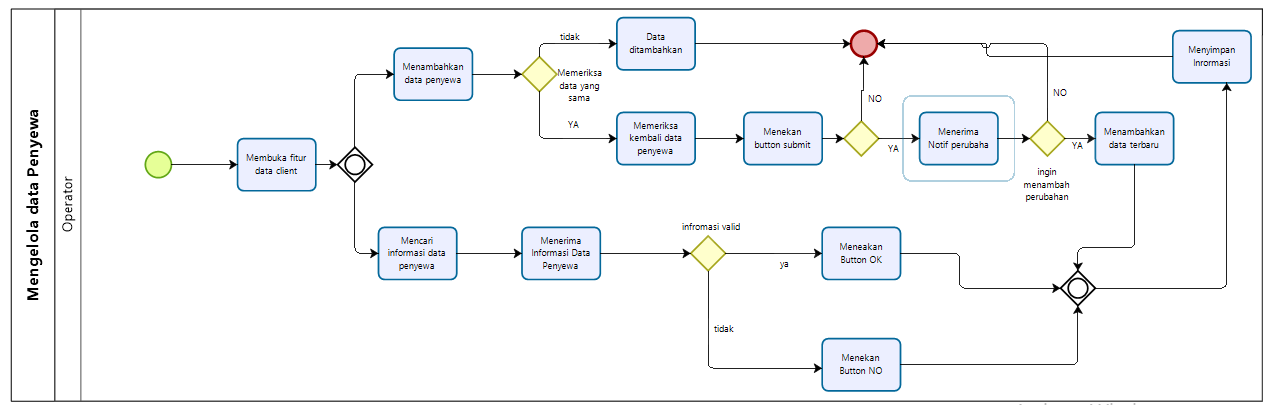 Mengelola data Penyewa
Operator
Membuka fitur
data client
Menambahkan
data penyewa
tidak
Memeriksa
data yang
sama
YA
Data
ditambahkan
Memeriksa
kembali data
penyewa
Menekan
button submit
NO
YA
Menerima
Notif perubaha
NO
YA
ingin
menambah
perubahan
Menambahkan
data terbaru
Menyimpan
Inrormasi
Mencari
informasi data
penyewa
Menerima
Informasi Data
Penyewa
infromasi valid
ya
tidak
Meneakan
Button OK
Menekan
Button NO